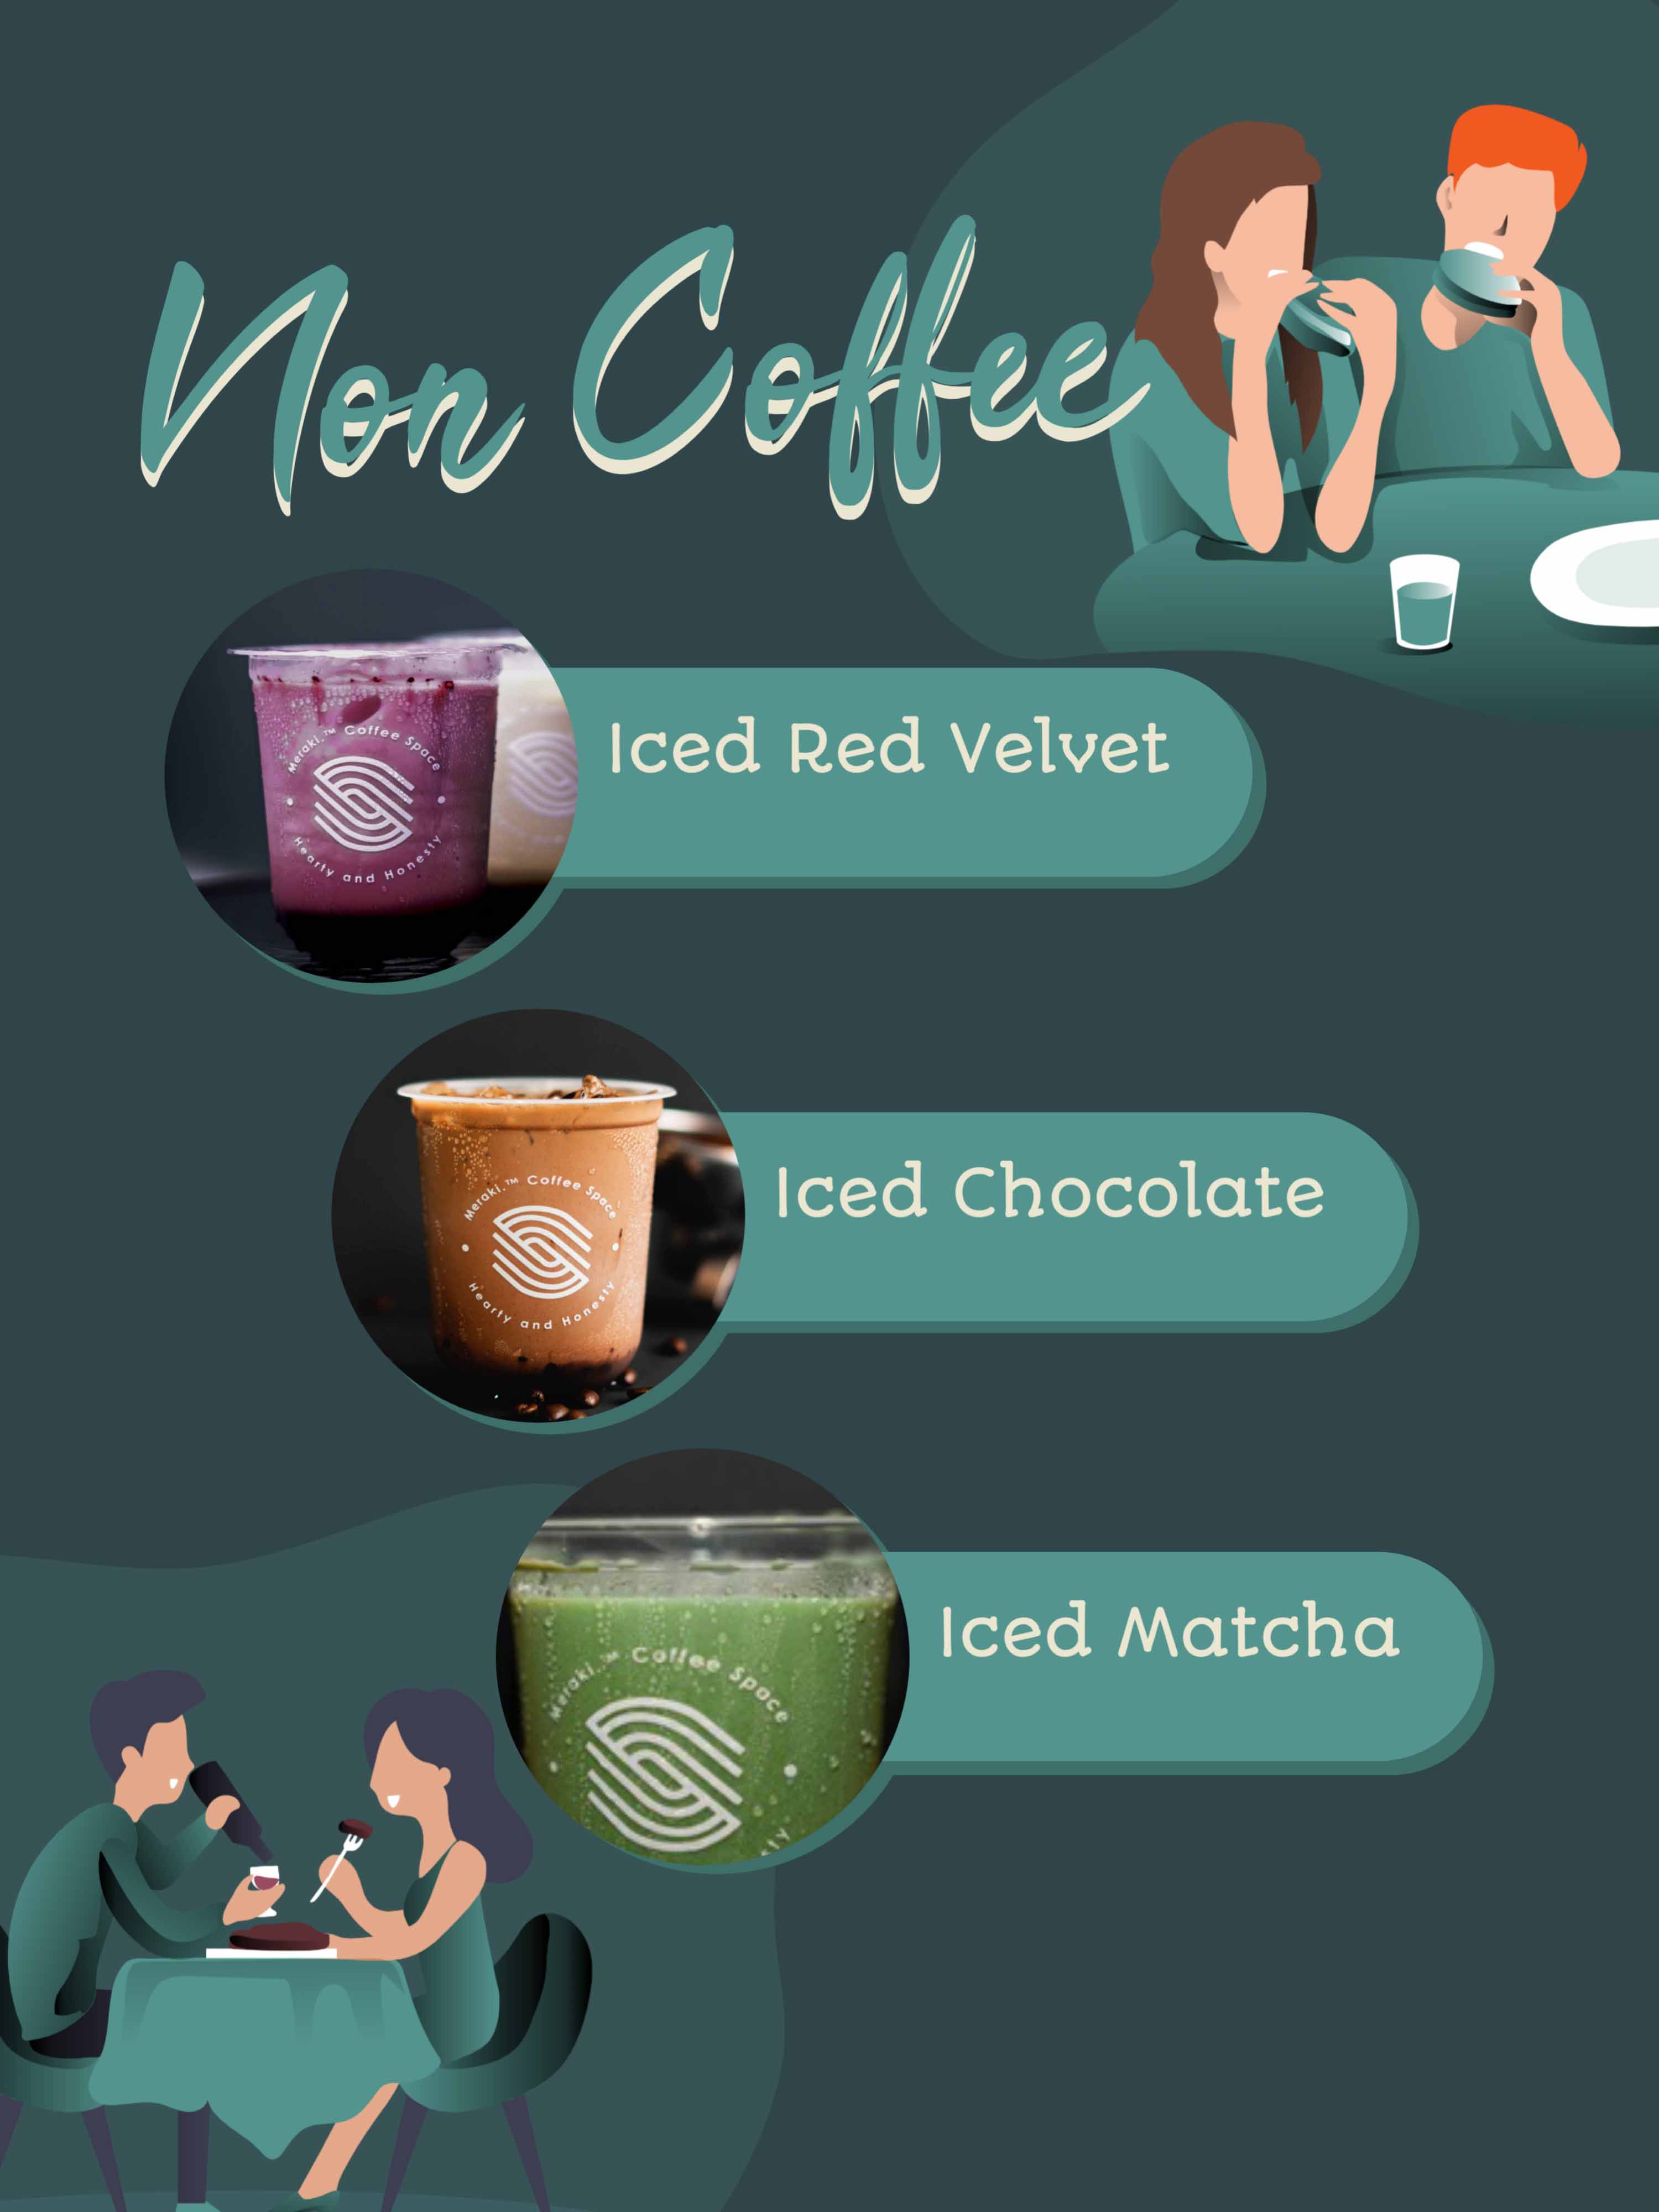 Non Coffee
Meraki.™ Coffee Space
Hearty and Honesty
Iced Red Velvet
Meraki.™ Coffee Space
Hearty and Honesty
Iced Chocolate
Meraki.™ Coffee Space
Iced Matcha